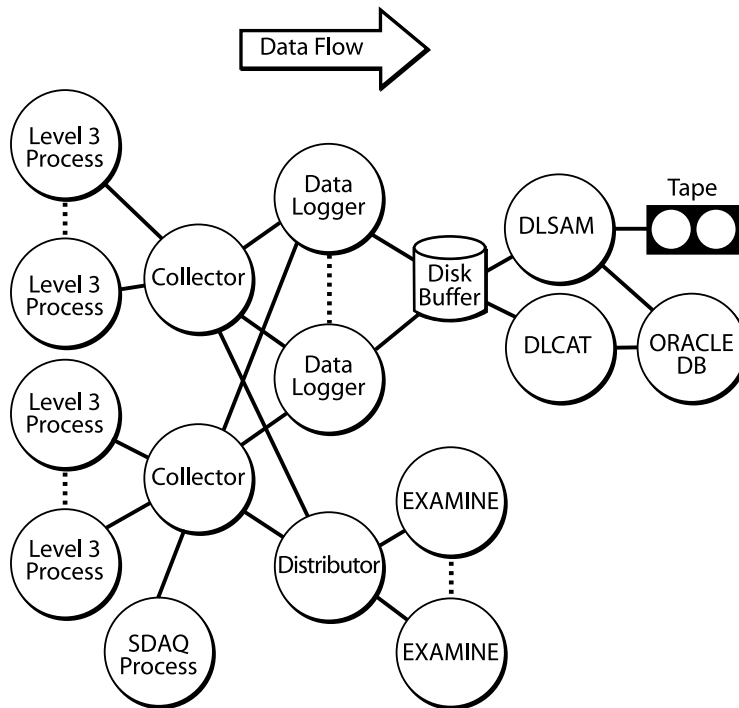 Data Flow
Level 3
Process
Data
Logger
Tape
DLSAM
Level 3
Process
Collector
Disk
Buffer
Data
Logger
DLCAT
ORACLE
DB
Level 3
Process
Collector
EXAMINE
Level 3
Process
Distributor
SDAQ
Process
EXAMINE